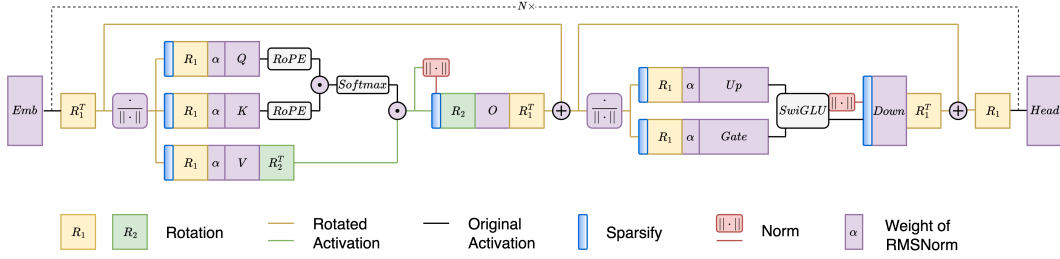 N×
Emb
R₁ᵀ
·
||·||
R₁ α Q
RoPE
R₁ α K
RoPE
R₁ α V R₂ᵀ
Softmax
||·||
R₂ O R₁ᵀ
·
||·||
R₁ α Up
R₁ α Gate
SwiGLU
||·||
Down R₁ᵀ
R₁
Head
R₁ R₂ Rotation
Rotated
Activation
Original
Activation
Sparsify
||·|| Norm
α Weight of
RMSNorm